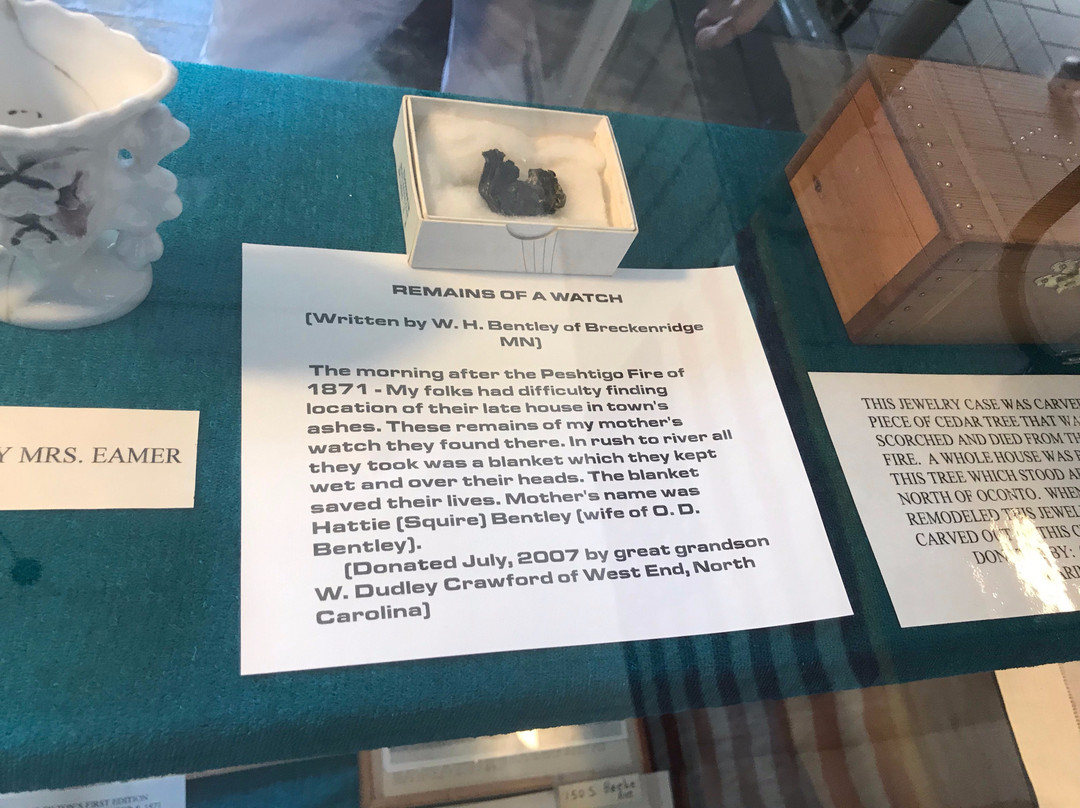 REMAINS OF A WATCH
(Written by W. H. Bentley of Breckenridge
MN)
The morning after the Peshtigo Fire of
1871 - My folks had difficulty finding
location of their late house in town's
ashes. These remains of my mother's
watch they found there. In rush to river all
they took was a blanket which they kept
wet and over their heads. The blanket
saved their lives. Mother's name was
Hattie (Squire) Bentley (wife of O. D.
Bentley).
(Donated July, 2007 by great grandson
W. Dudley Crawford of West End, North
Carolina)
Y MRS. EAMER
THIS JEWELRY CASE WAS CARVE
PIECE OF CEDAR TREE THAT WA
SCORCHED AND DIED FROM TH
FIRE. A WHOLE HOUSE WAS
THIS TREE WHICH STOOD
NORTH OF OCONTO. WHEN
REMODELED THIS JEWEL
CARVED THIS C
BY:
FIRST EDITION